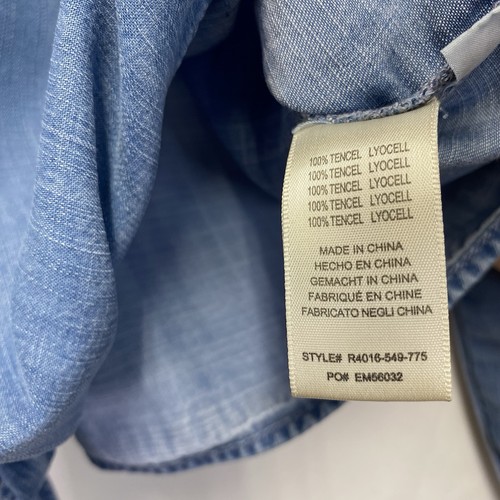 100% TENCEL LYOCELL
100% TENCEL LYOCELL
100% TENCEL LYOCELL
100% TENCEL LYOCELL
100% TENCEL LYOCELL
MADE IN CHINA
HECHO EN CHINA
GEMACHT IN CHINA
FABRIQUÉ EN CHINE
FABRICATO NEGLI CHINA
STYLE# R4016-549-775
PO# EM56032